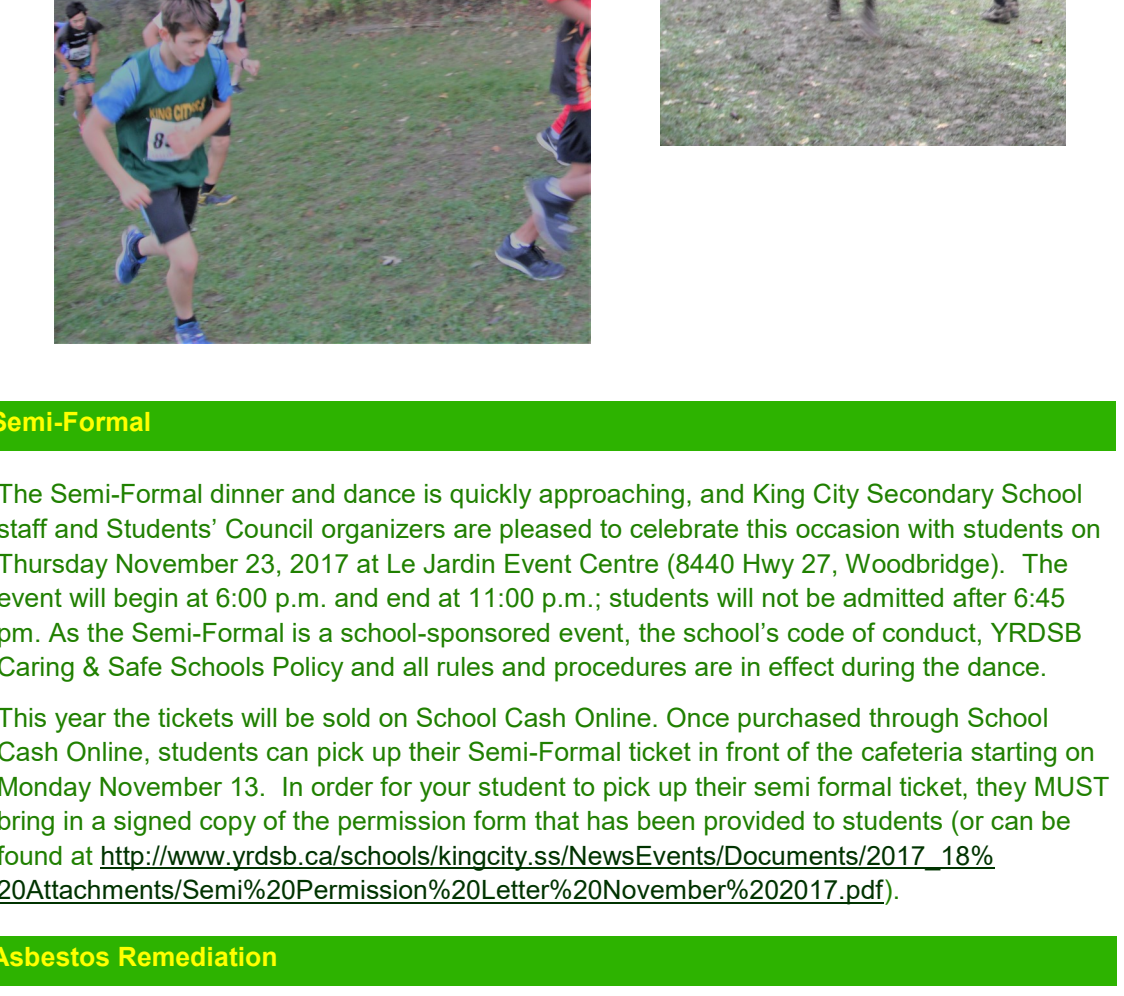 KING CITY
8
Semi-Formal
The Semi-Formal dinner and dance is quickly approaching, and King City Secondary School
staff and Students’ Council organizers are pleased to celebrate this occasion with students on
Thursday November 23, 2017 at Le Jardin Event Centre (8440 Hwy 27, Woodbridge).  The
event will begin at 6:00 p.m. and end at 11:00 p.m.; students will not be admitted after 6:45
pm. As the Semi-Formal is a school-sponsored event, the school’s code of conduct, YRDSB
Caring & Safe Schools Policy and all rules and procedures are in effect during the dance.
This year the tickets will be sold on School Cash Online. Once purchased through School
Cash Online, students can pick up their Semi-Formal ticket in front of the cafeteria starting on
Monday November 13.  In order for your student to pick up their semi formal ticket, they MUST
bring in a signed copy of the permission form that has been provided to students (or can be
found at http://www.yrdsb.ca/schools/kingcity.ss/NewsEvents/Documents/2017_18%
20Attachments/Semi%20Permission%20Letter%20November%202017.pdf).
Asbestos Remediation